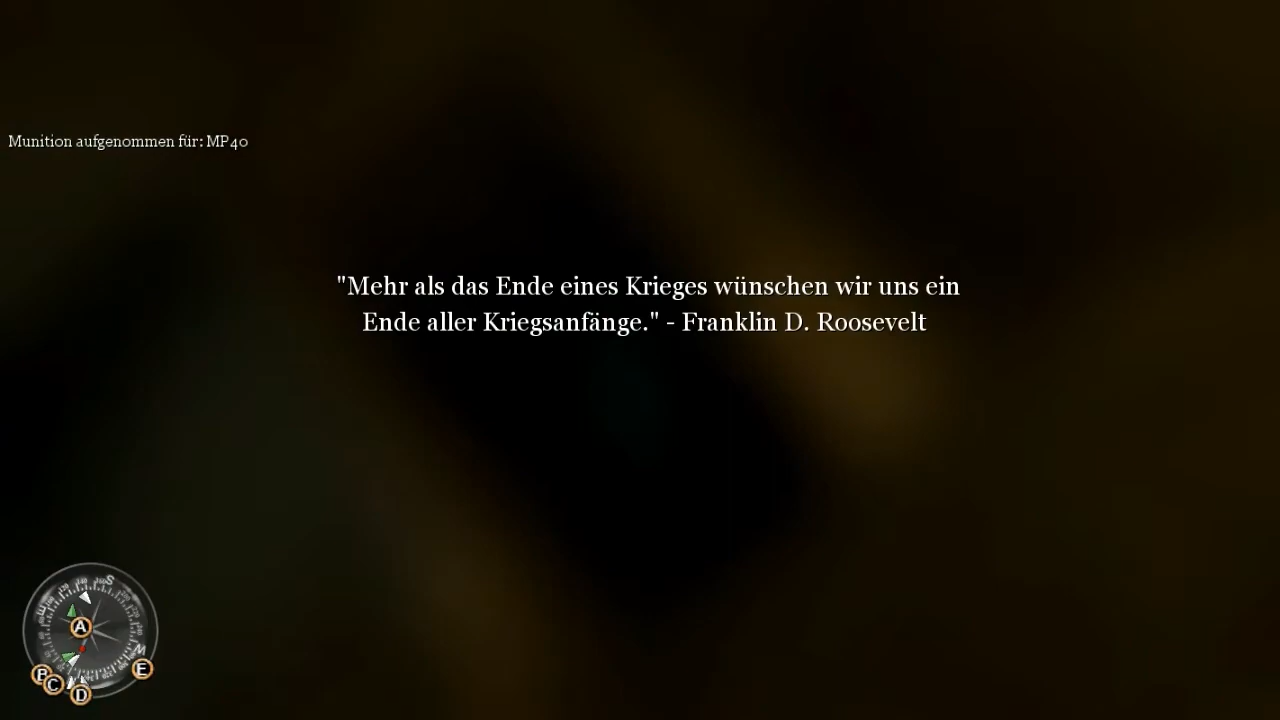 Munition aufgenommen für: MP40
"Mehr als das Ende eines Krieges wünschen wir uns ein
Ende aller Kriegsanfänge." - Franklin D. Roosevelt
S
A
B
C
D
E